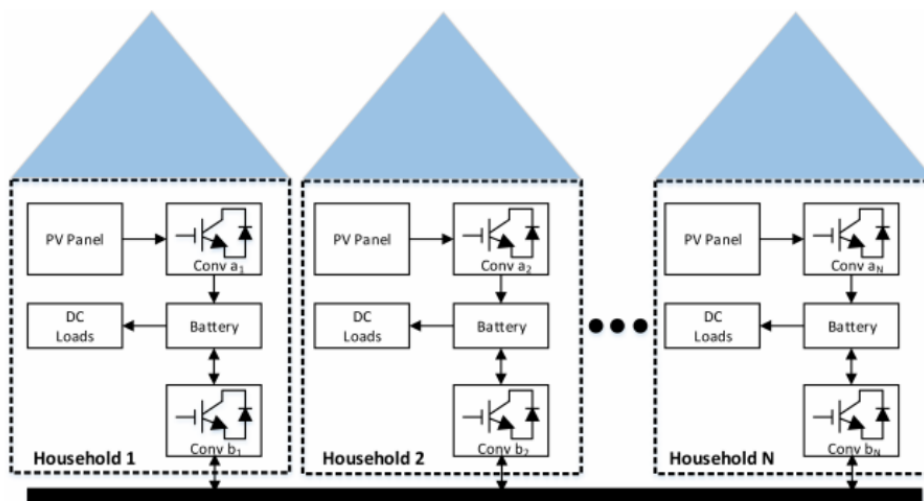 PV Panel
Conv a1
DC
Loads
Battery
Conv b1
Household 1
PV Panel
Conv a2
DC
Loads
Battery
Conv b2
Household 2
PV Panel
Conv aN
DC
Loads
Battery
Conv bN
Household N